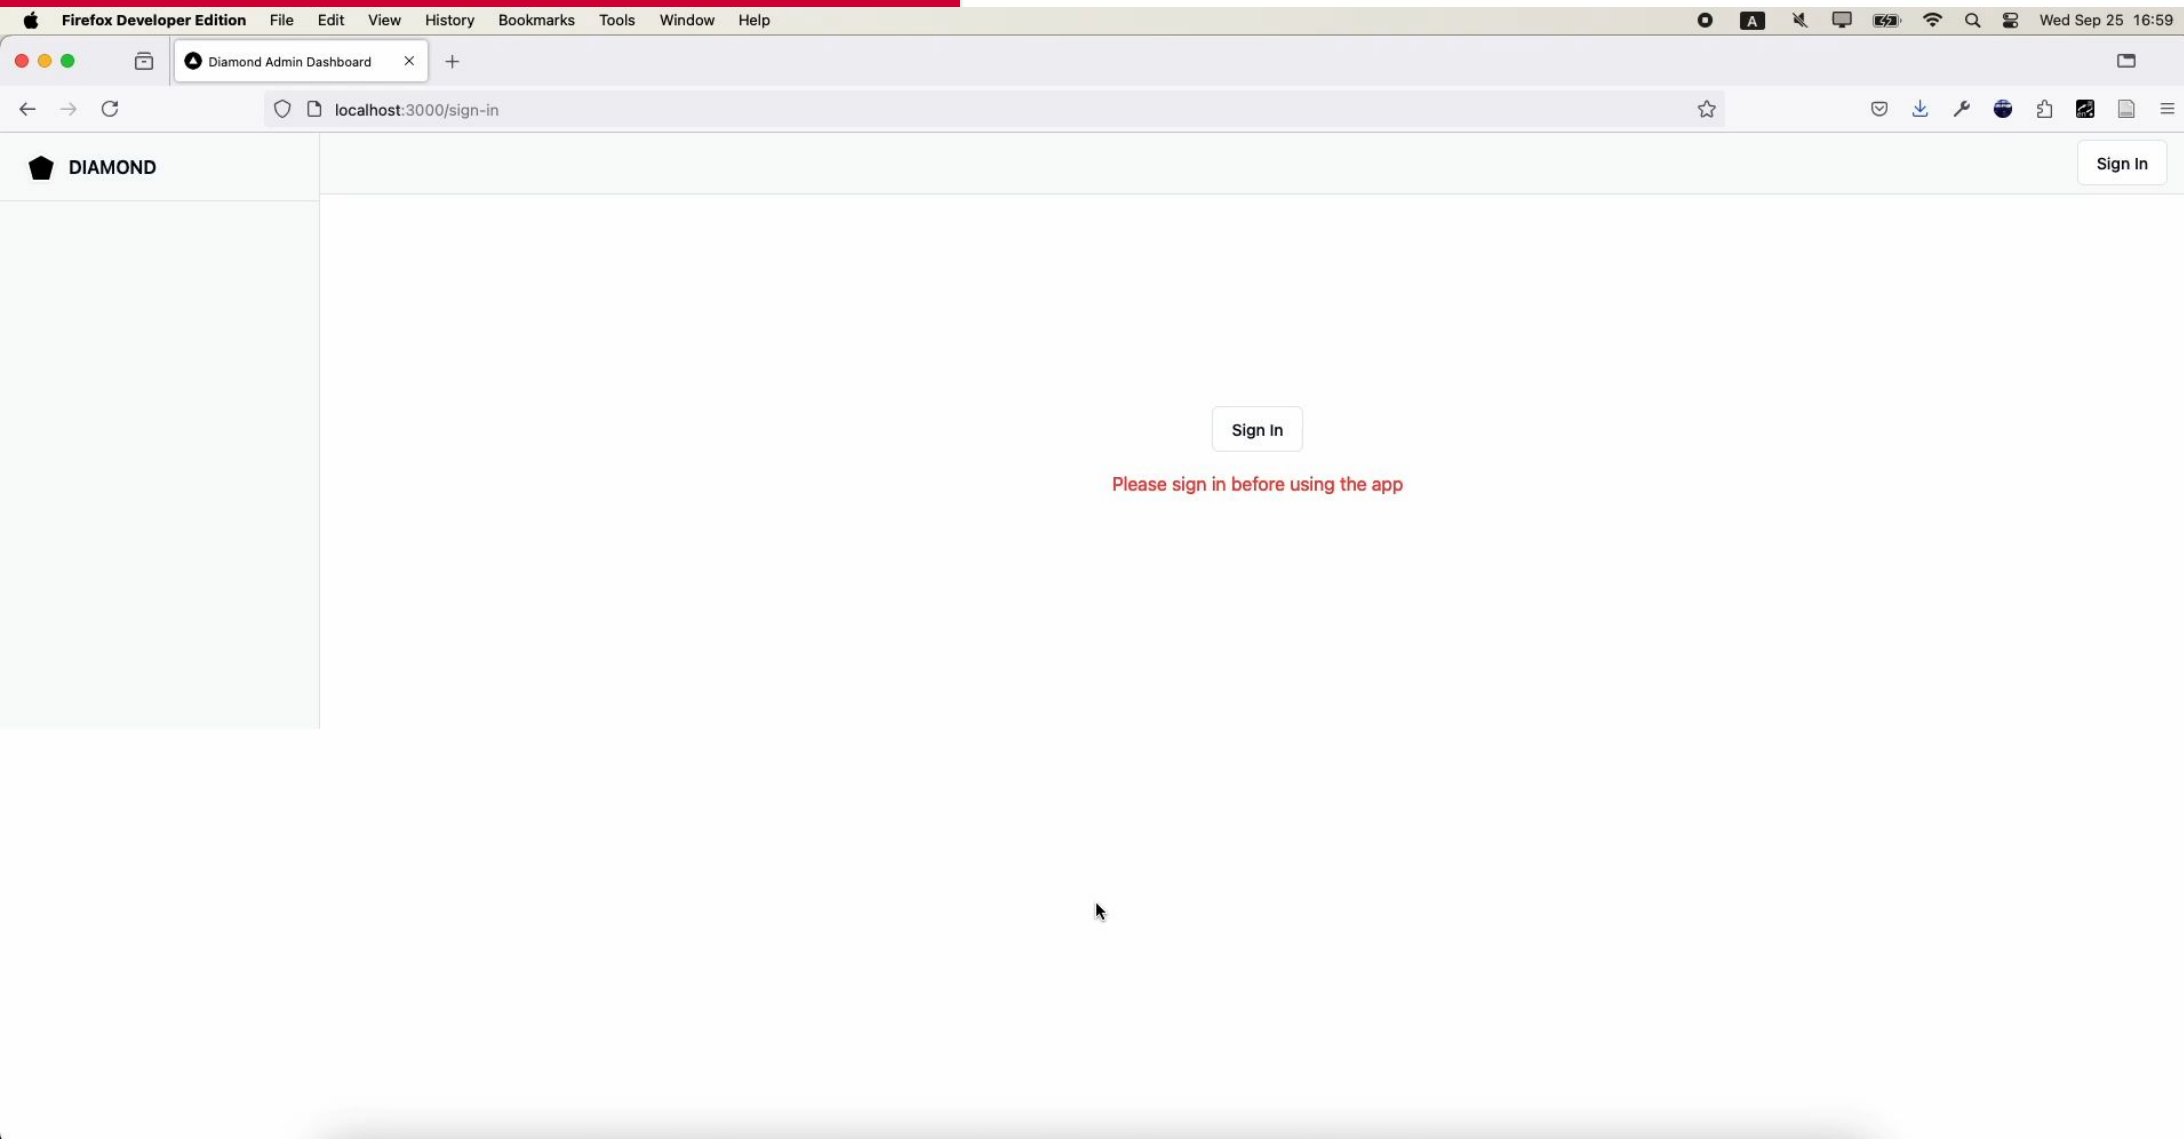 Firefox Developer Edition File Edit View History Bookmarks Tools Window Help A Wed Sep 25 16:59
Diamond Admin Dashboard
localhost:3000/sign-in
DIAMOND
Sign In
Sign In
Please sign in before using the app